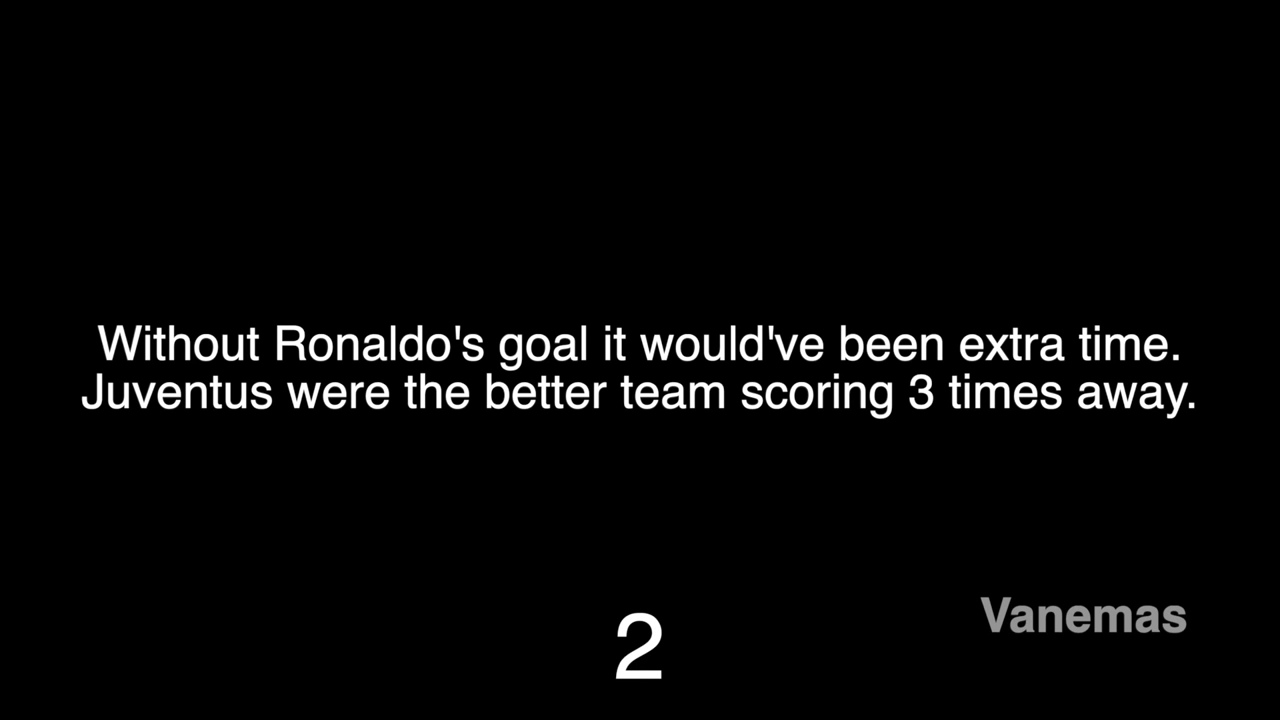 Without Ronaldo's goal it would've been extra time.
Juventus were the better team scoring 3 times away.
Vanemas
2